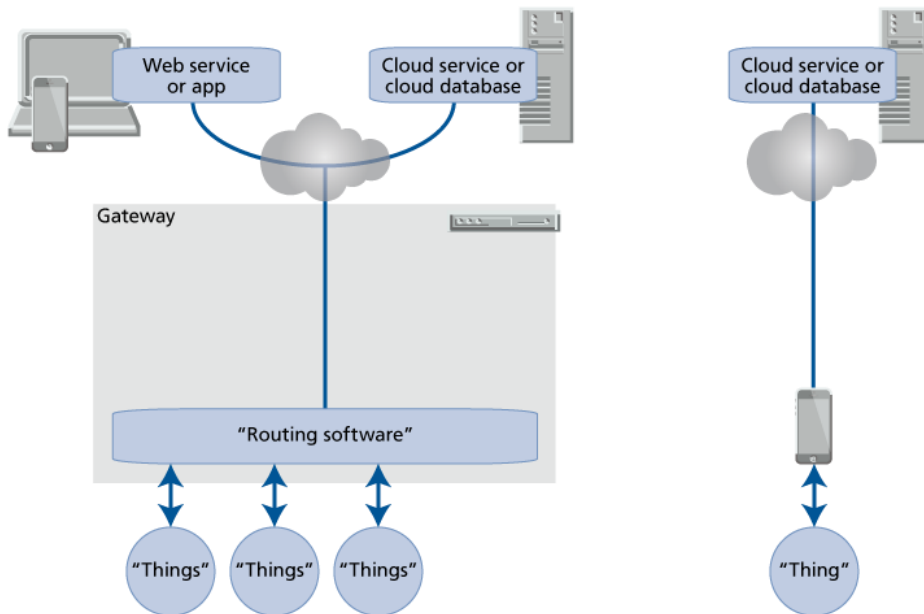 Web service
or app
Cloud service or
cloud database
Cloud service or
cloud database
Gateway
“Routing software”
“Things”
“Things”
“Things”
“Thing”